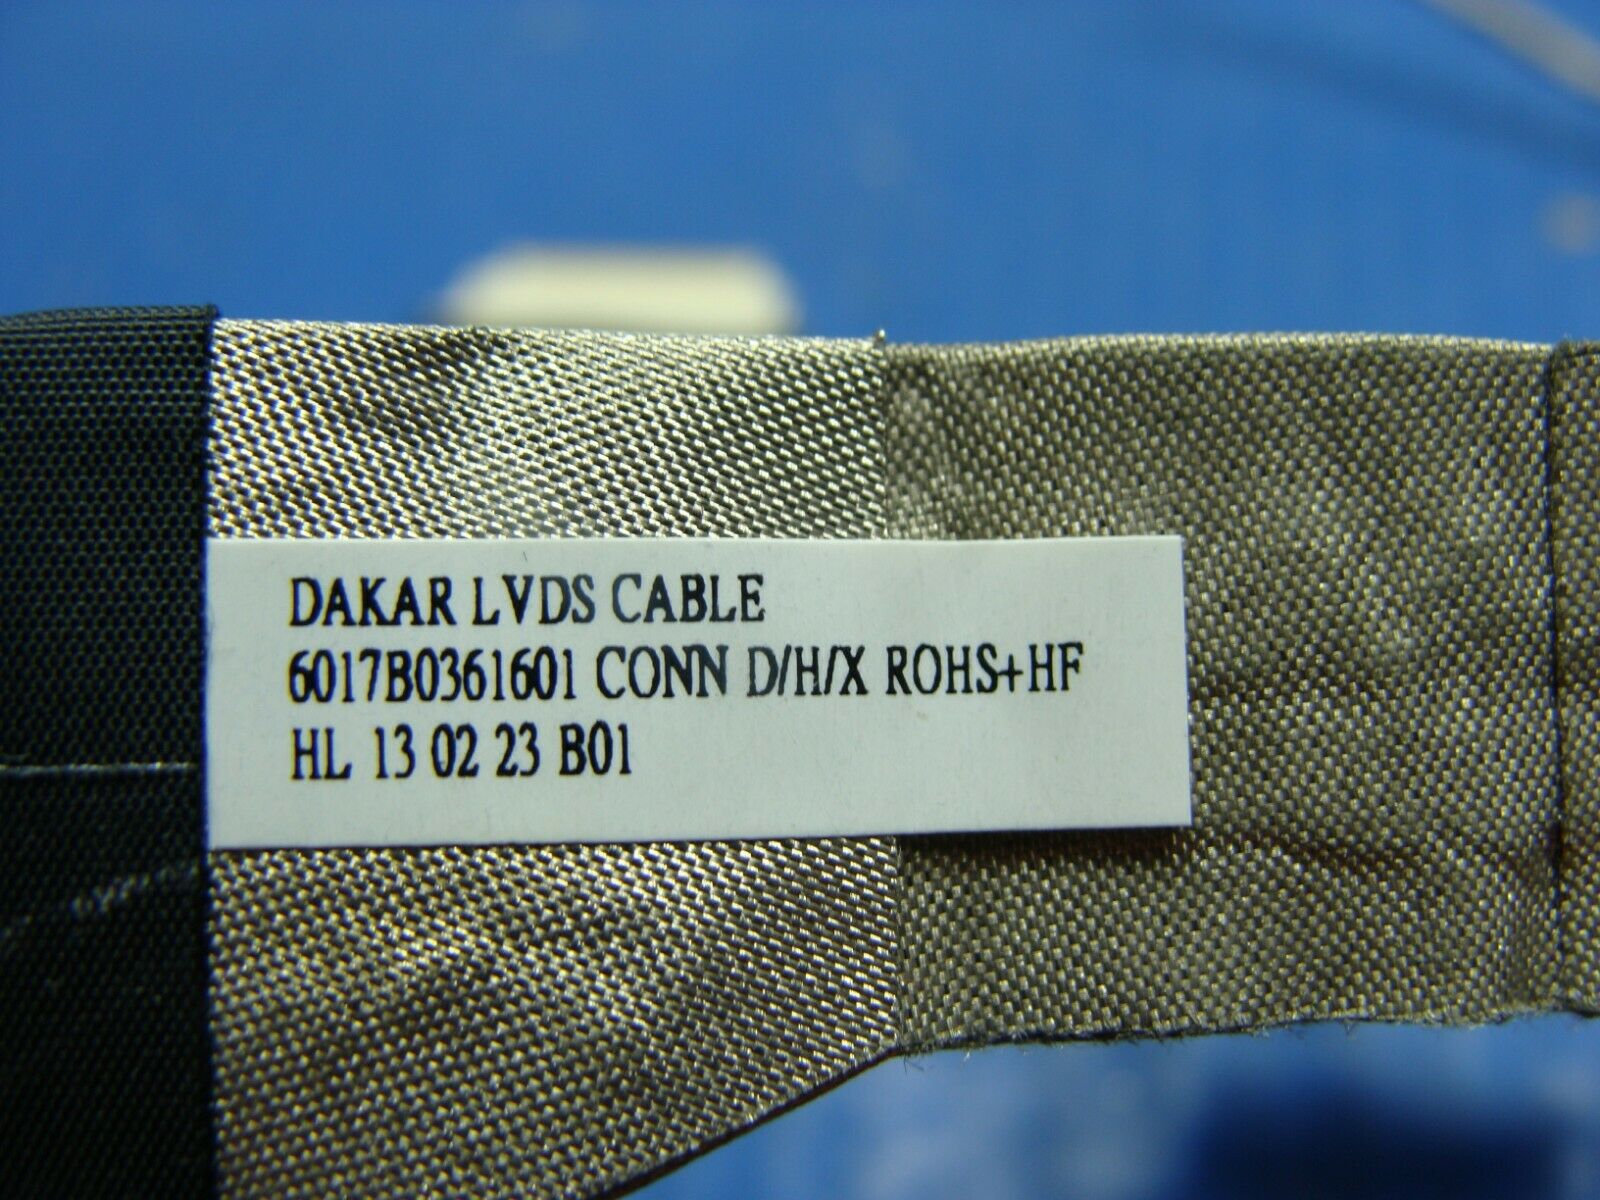 DAKAR LVDS CABLE
6017B0361601 CONN D/H/X ROHS+HF
HL 13 02 23 B01